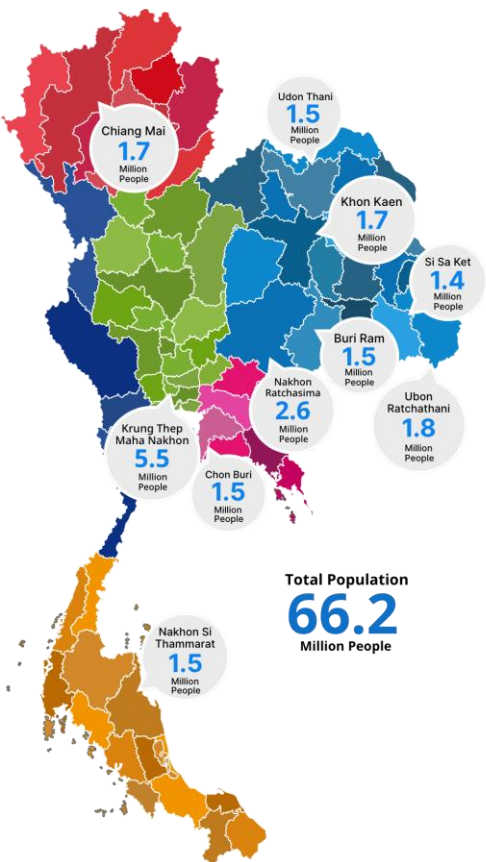 Udon Thani
1.5
Million
People
Chiang Mai
1.7
Million
People
Khon Kaen
1.7
Million
People
Si Sa Ket
1.4
Million
People
Buri Ram
1.5
Million
People
Nakhon
Ratchasima
2.6
Million
People
Ubon
Ratchathani
1.8
Million
People
Krung Thep
Maha Nakhon
5.5
Million
People
Chon Buri
1.5
Million
People
Total Population
66.2
Million People
Nakhon Si
Thammarat
1.5
Million
People